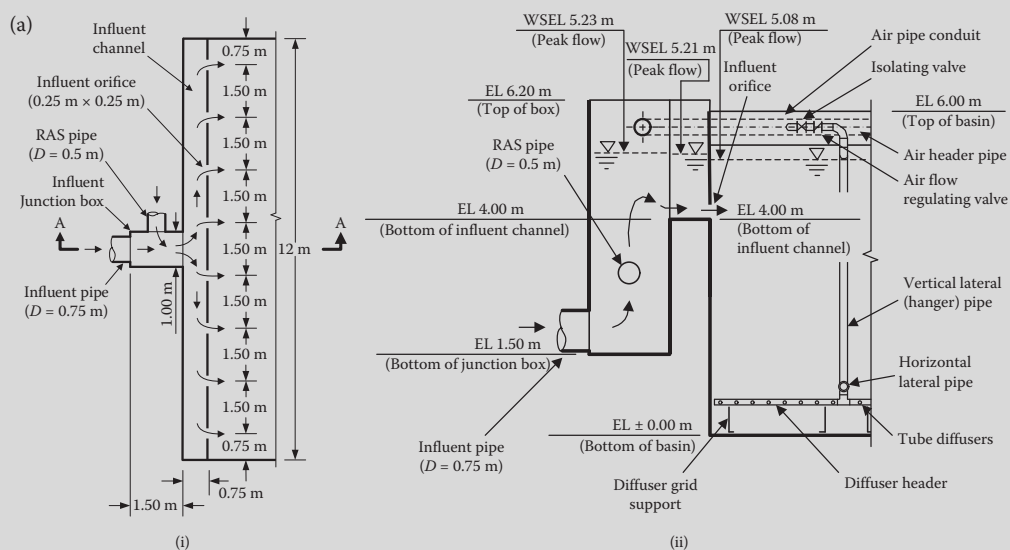 (a)
Influent
channel
Influent orifice
(0.25 m × 0.25 m)
RAS pipe
(D = 0.5 m)
Influent
Junction box
A
Influent pipe
(D = 0.75 m)
1.50 m
1.00 m
0.75 m
1.50 m
1.50 m
1.50 m
1.50 m
1.50 m
1.50 m
1.50 m
0.75 m
12 m
A
0.75 m
(i)
WSEL 5.23 m
(Peak flow)
WSEL 5.21 m
(Peak flow)
WSEL 5.08 m
(Peak flow)
Influent
orifice
EL 6.20 m
(Top of box)
RAS pipe
(D = 0.5 m)
EL 4.00 m
(Bottom of influent channel)
EL 1.50 m
(Bottom of junction box)
Influent pipe
(D = 0.75 m)
EL ± 0.00 m
(Bottom of basin)
Diffuser grid
support
Air pipe conduit
Isolating valve
EL 6.00 m
(Top of basin)
Air header pipe
Air flow
regulating valve
EL 4.00 m
(Bottom of
influent channel)
Vertical lateral
(hanger) pipe
Horizontal
lateral pipe
Tube diffusers
Diffuser header
(ii)